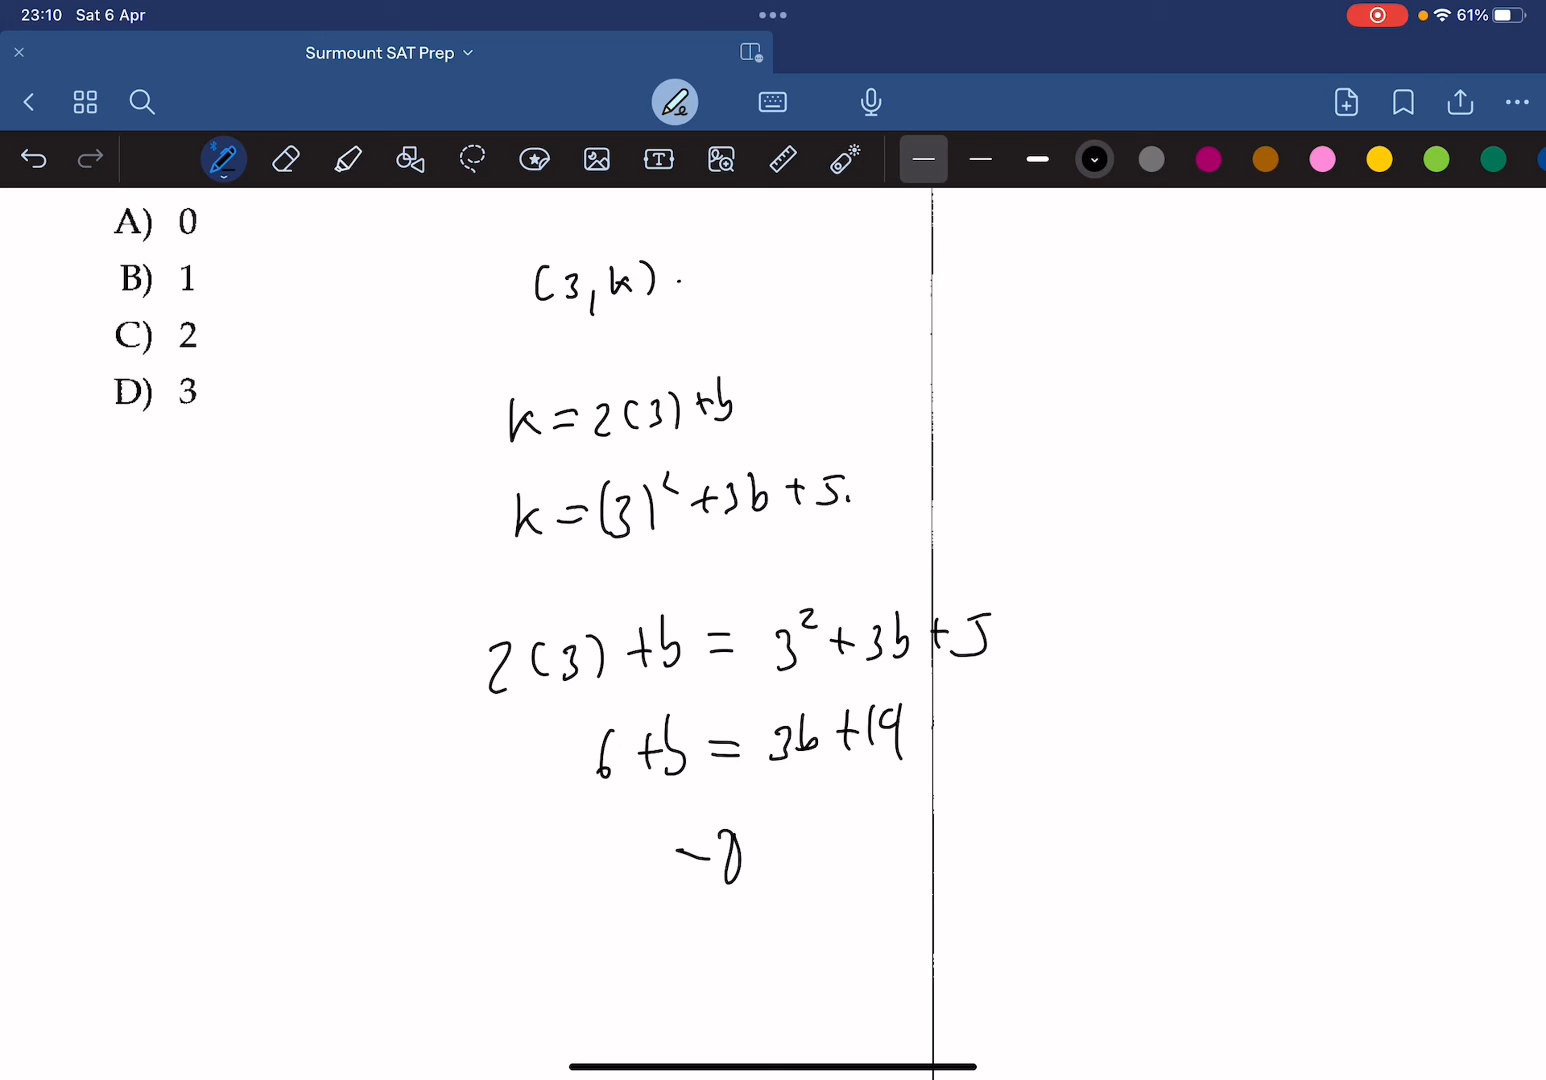 23:10 Sat 6 Apr
61%
Surmount SAT Prep
T
A) 0
B) 1
C) 2
D) 3
(3, k).
k = 2(3) + b
k = (3)² + 3b + 5.
2(3) + b = 3² + 3b + 5
6 + b = 3b + 14
-8